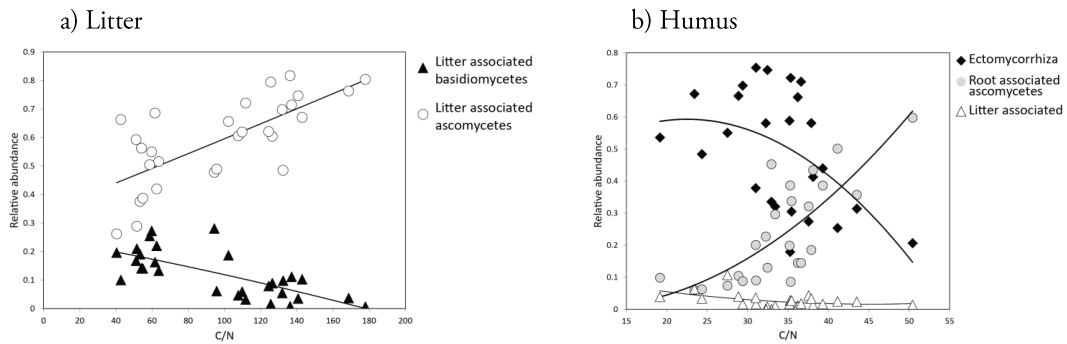 a) Litter
0.9
0.8
0.7
0.6
0.5
0.4
0.3
0.2
0.1
0
Relative abundance
0 20 40 60 80 100 120 140 160 180 200
C/N
Litter associated
basidiomycetes
Litter associated
ascomycetes
b) Humus
0.8
0.7
0.6
0.5
0.4
0.3
0.2
0.1
0
Relative abundance
15 20 25 30 35 40 45 50 55
C/N
Ectomycorrhiza
Root associated
ascomycetes
Litter associated